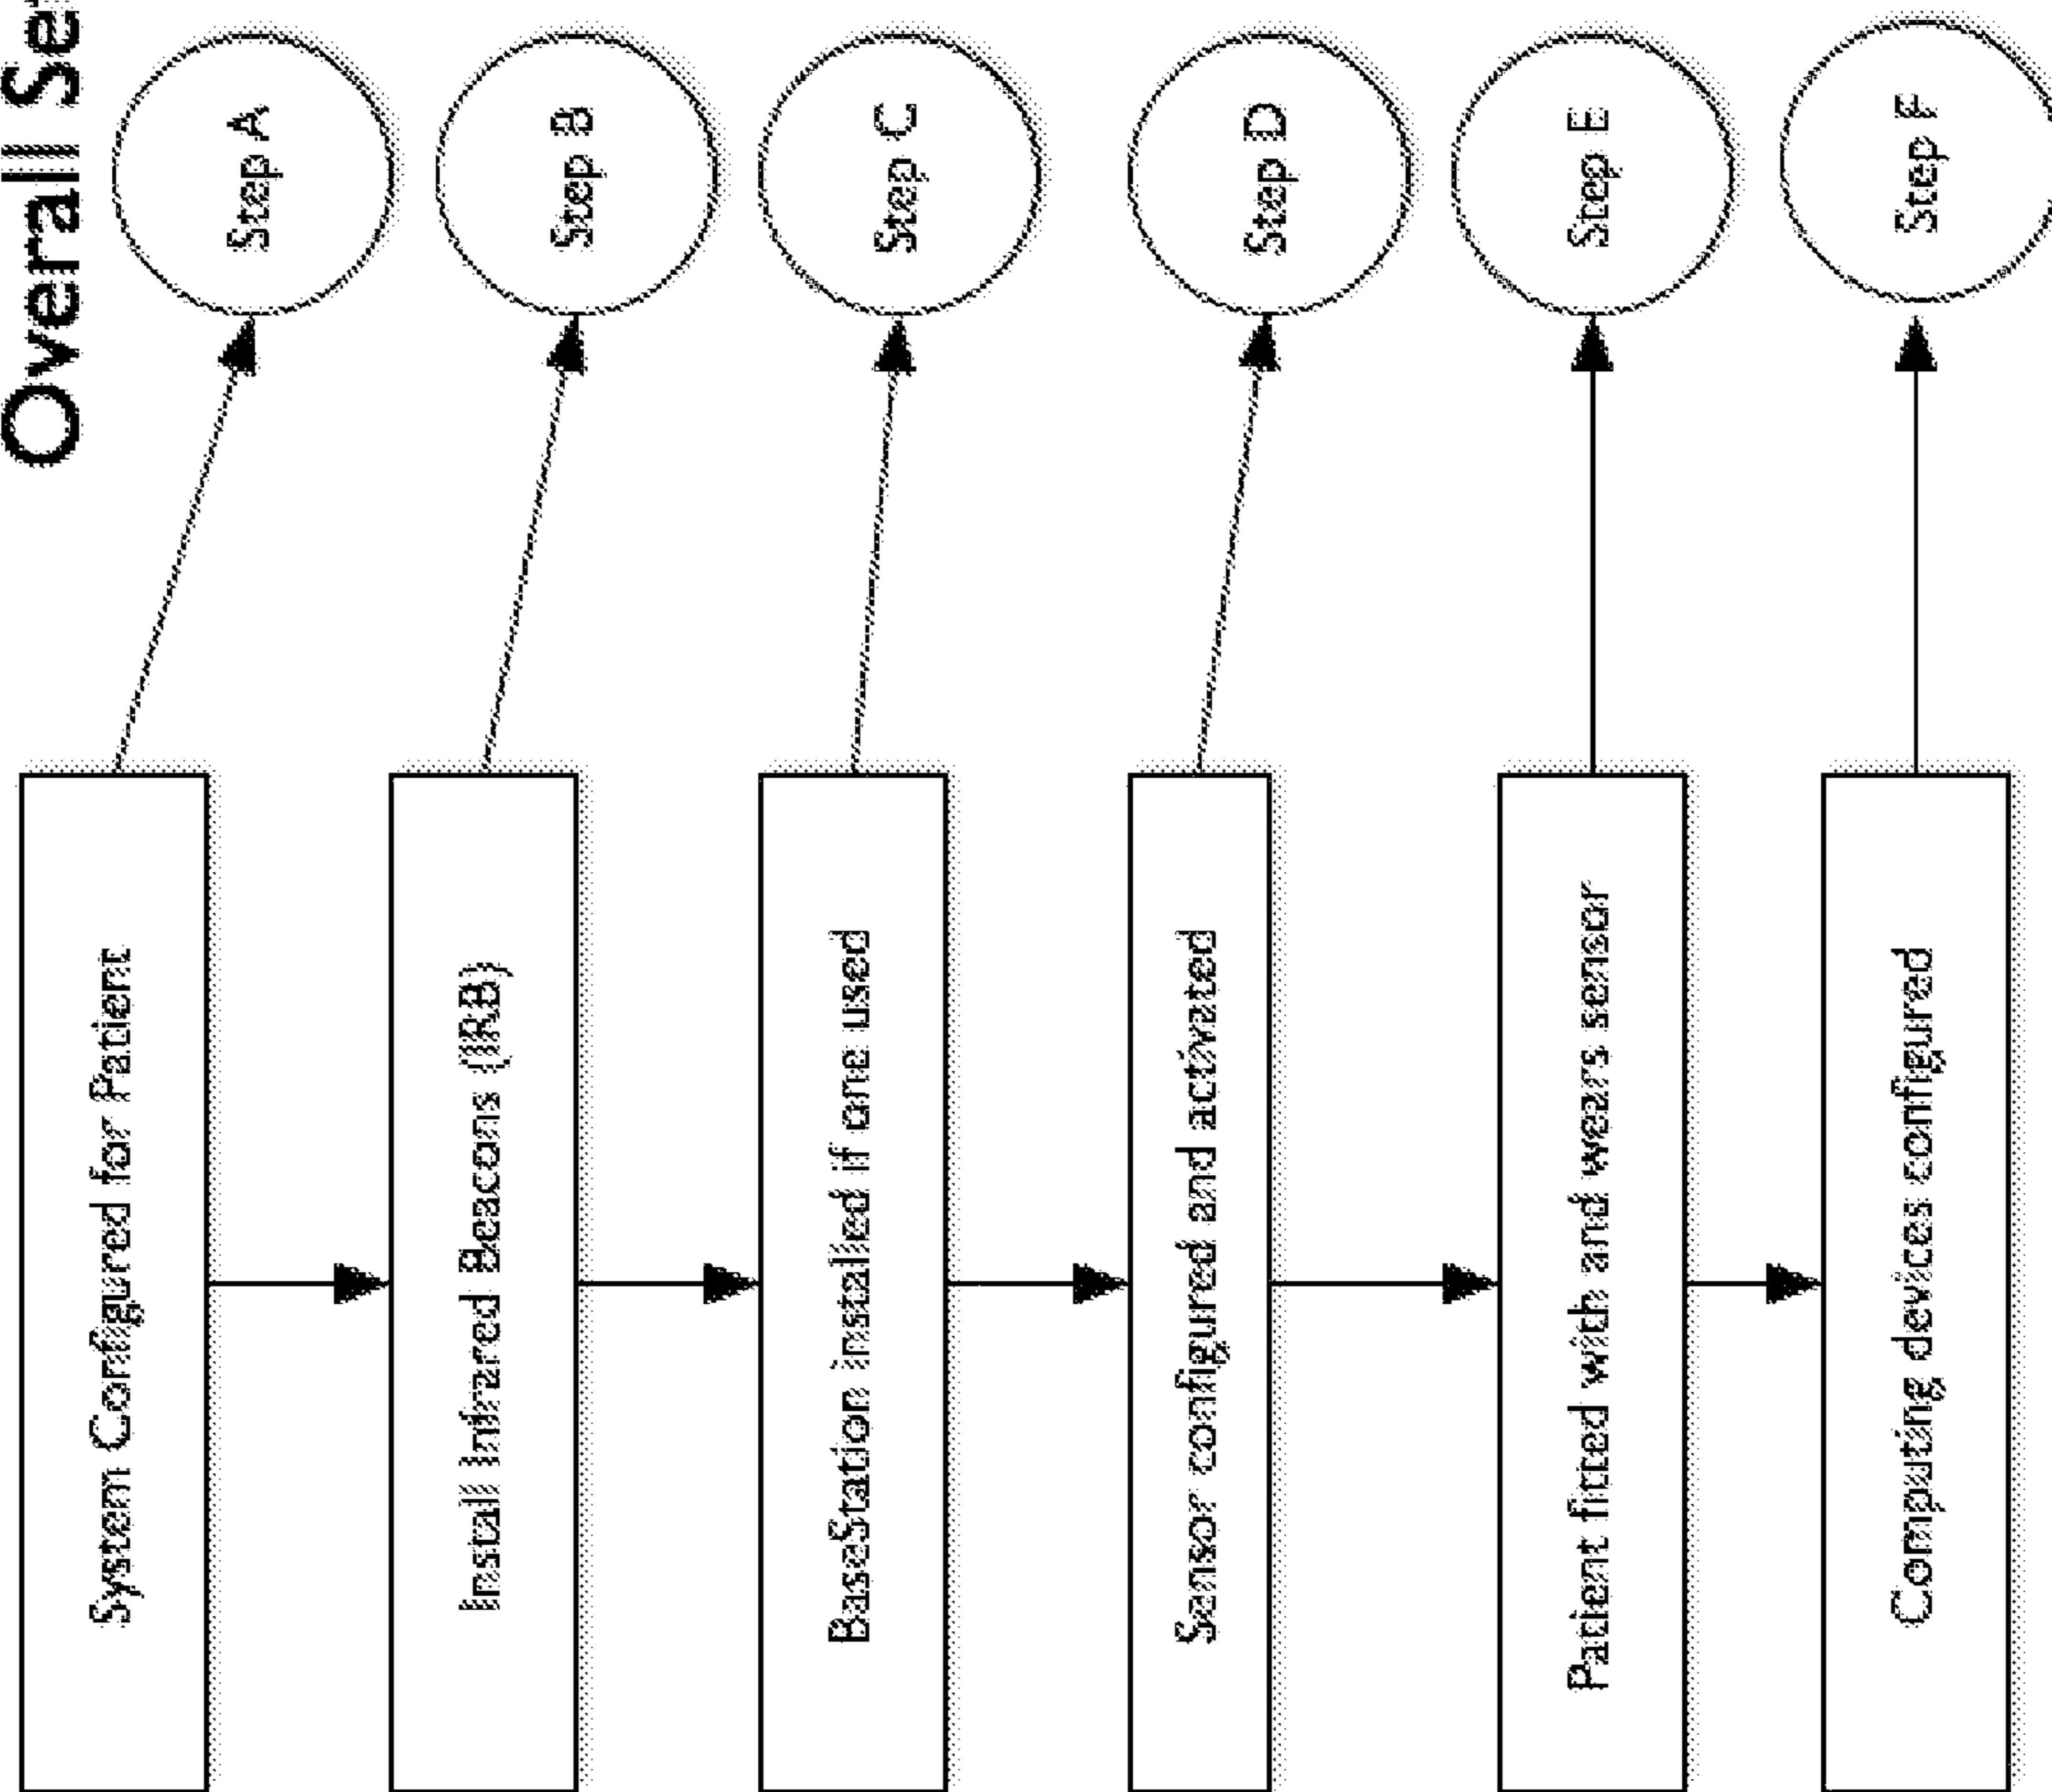 Overall Se
System Configured for Patient
Step A
Install Infrared Beacons (IRB)
Step B
BaseStation installed if one used
Step C
Sensor configured and activated
Step D
Patient fitted with and wears sensor
Step E
Computing devices configured
Step F